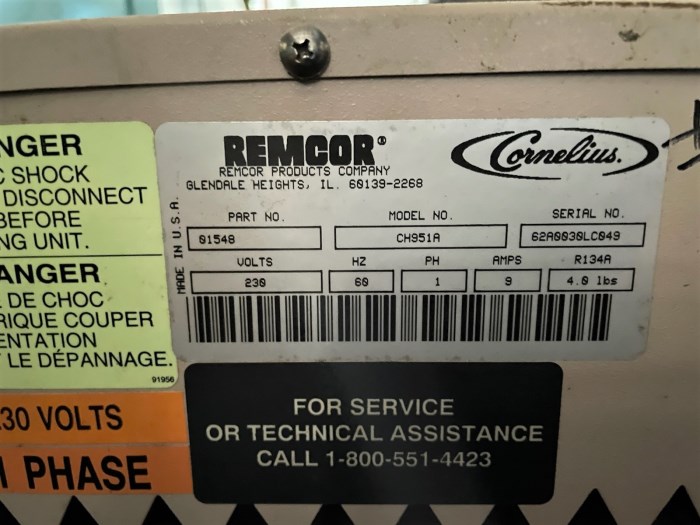 NGER
C SHOCK
DISCONNECT
BEFORE
NG UNIT.
ANGER
DE CHOC
RIQUE COUPER
ENTATION
LE DÉPANNAGE.
91956
30 VOLTS
PHASE
REMCOR®
REMCOR PRODUCTS COMPANY
GLENDALE HEIGHTS, IL. 60139-2268
Cornelius.
MADE IN U.S.A.
PART NO. MODEL NO. SERIAL NO.
01548 CH951A 62A0030LC049
VOLTS HZ PH AMPS R134A
230 60 1 9 4.0 lbs
FOR SERVICE
OR TECHNICAL ASSISTANCE
CALL 1-800-551-4423